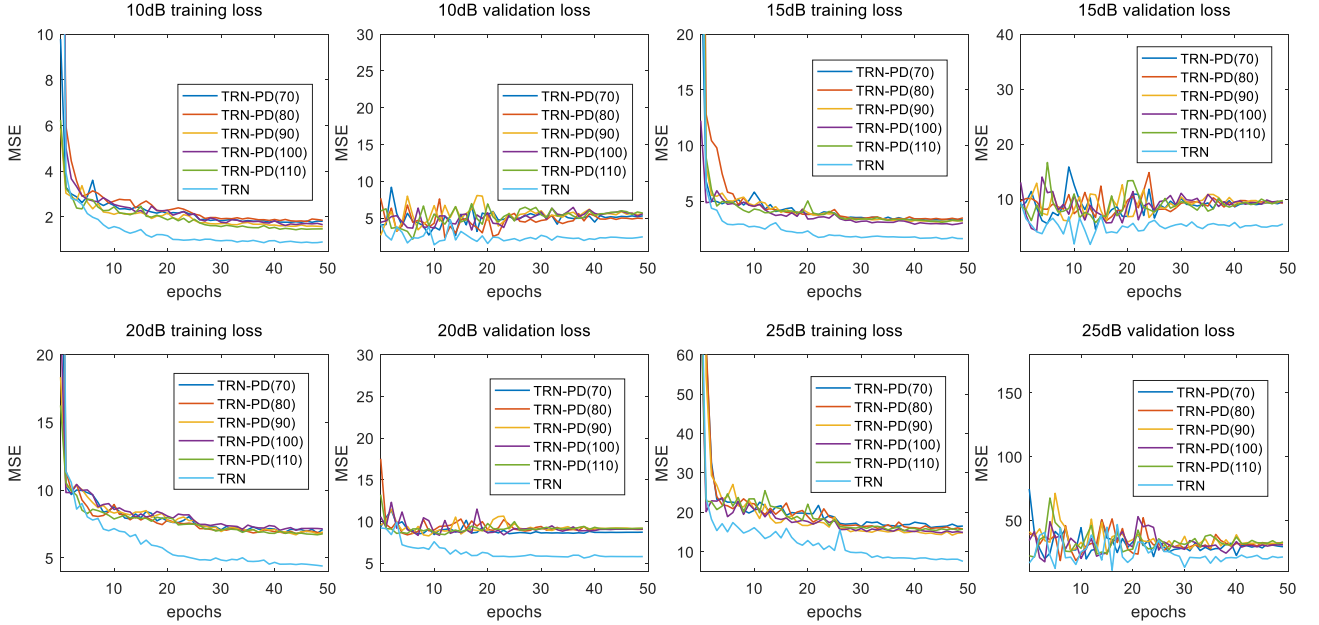 10dB training loss
10
8
6
4
2
MSE
TRN-PD(70)
TRN-PD(80)
TRN-PD(90)
TRN-PD(100)
TRN-PD(110)
TRN
10 20 30 40 50
epochs
10dB validation loss
30
25
20
15
10
5
MSE
TRN-PD(70)
TRN-PD(80)
TRN-PD(90)
TRN-PD(100)
TRN-PD(110)
TRN
10 20 30 40 50
epochs
15dB training loss
20
15
10
5
MSE
TRN-PD(70)
TRN-PD(80)
TRN-PD(90)
TRN-PD(100)
TRN-PD(110)
TRN
10 20 30 40 50
epochs
15dB validation loss
40
30
20
10
MSE
TRN-PD(70)
TRN-PD(80)
TRN-PD(90)
TRN-PD(100)
TRN-PD(110)
TRN
10 20 30 40 50
epochs
20dB training loss
20
15
10
5
MSE
TRN-PD(70)
TRN-PD(80)
TRN-PD(90)
TRN-PD(100)
TRN-PD(110)
TRN
10 20 30 40 50
epochs
20dB validation loss
30
25
20
15
10
5
MSE
TRN-PD(70)
TRN-PD(80)
TRN-PD(90)
TRN-PD(100)
TRN-PD(110)
TRN
10 20 30 40 50
epochs
25dB training loss
60
50
40
30
20
10
MSE
TRN-PD(70)
TRN-PD(80)
TRN-PD(90)
TRN-PD(100)
TRN-PD(110)
TRN
10 20 30 40 50
epochs
25dB validation loss
150
100
50
MSE
TRN-PD(70)
TRN-PD(80)
TRN-PD(90)
TRN-PD(100)
TRN-PD(110)
TRN
10 20 30 40 50
epochs